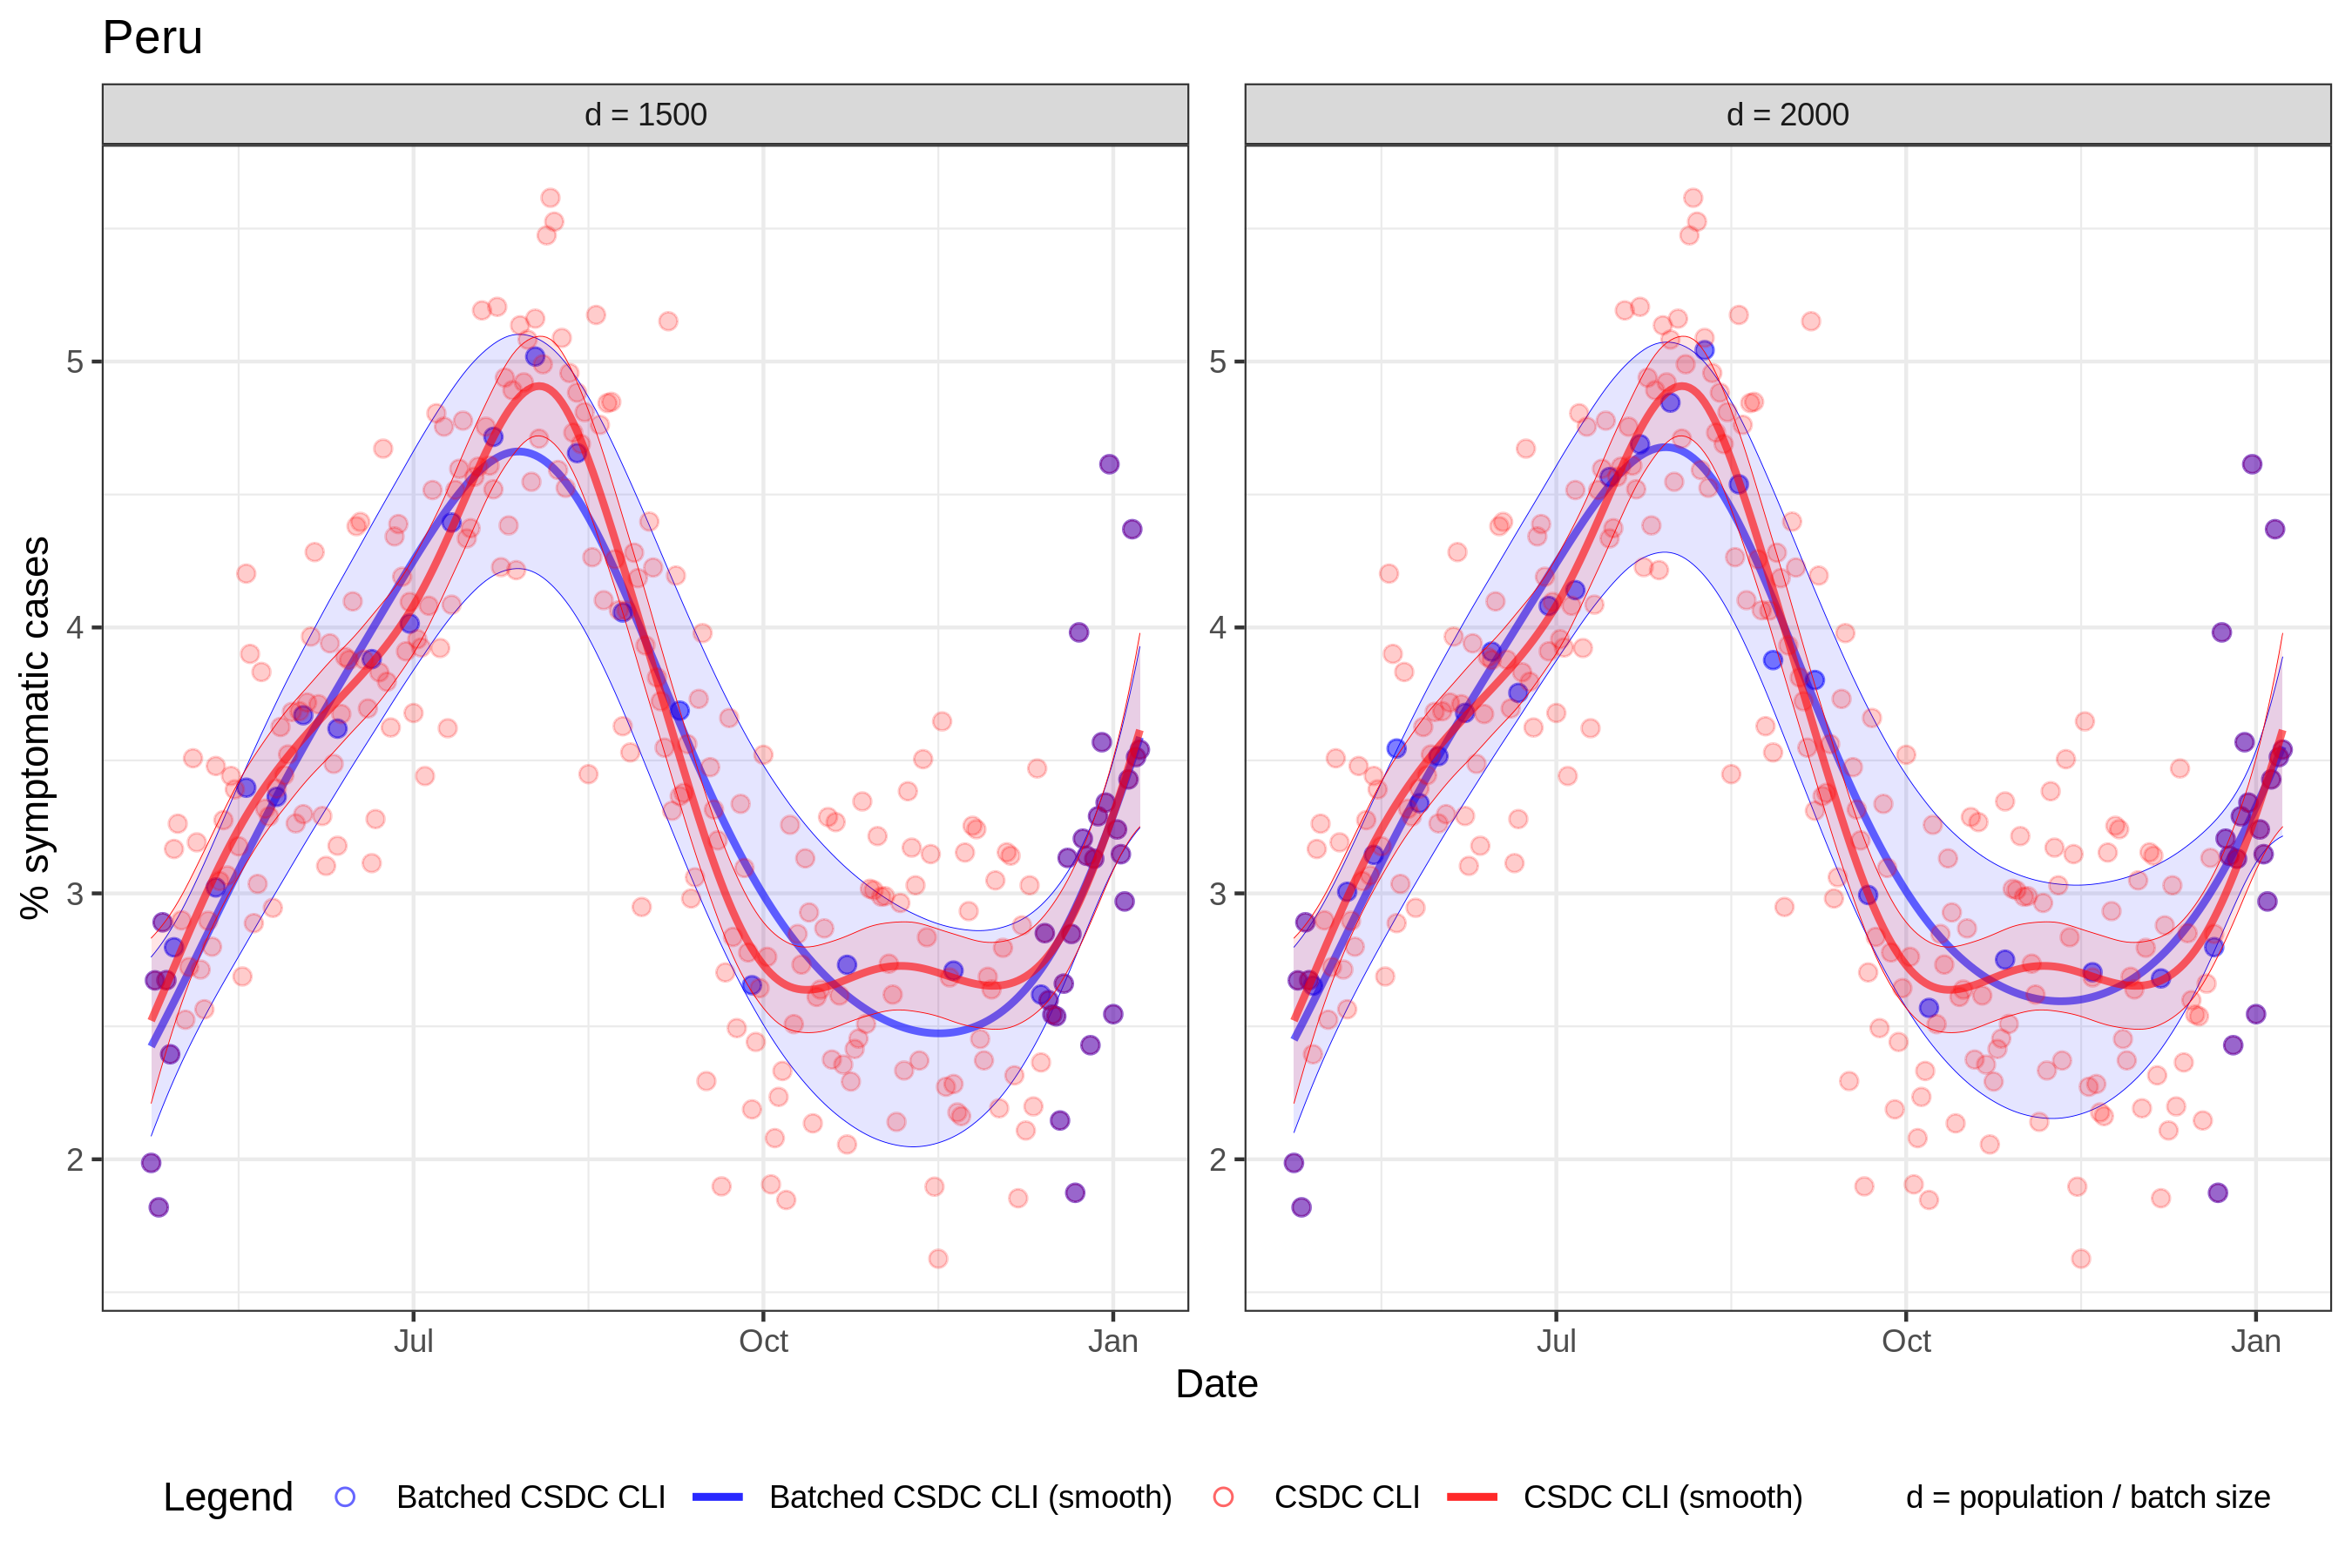 Peru
d = 1500
d = 2000
% symptomatic cases
5
4
3
2
5
4
3
2
Jul
Oct
Jan
Jul
Oct
Jan
Date
Legend Batched CSDC CLI Batched CSDC CLI (smooth) CSDC CLI CSDC CLI (smooth) d = population / batch size